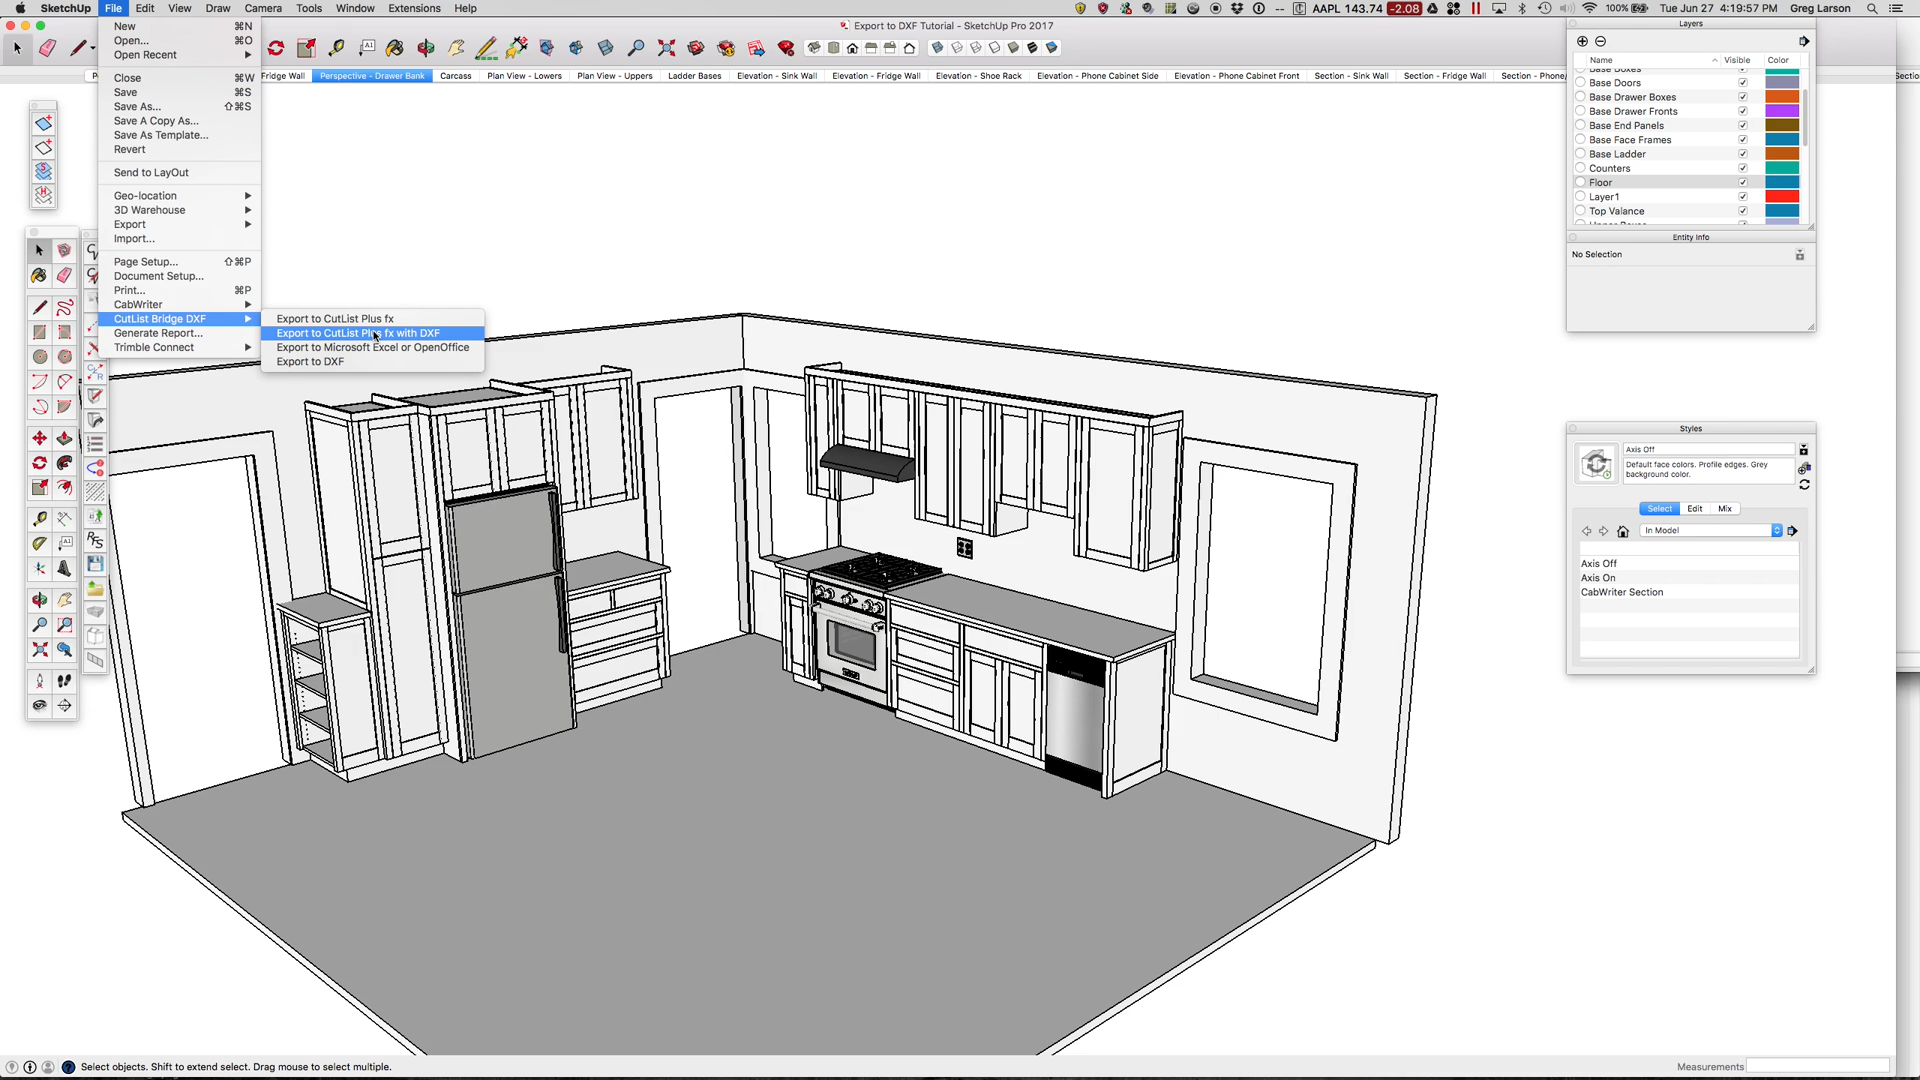 SketchUp File Edit View Draw Camera Tools Window Extensions Help
AAPL 143.74 -2.08 100% Tue Jun 27 4:19:57 PM Greg Larson
Export to DXF Tutorial - SketchUp Pro 2017
Fridge Wall Perspective - Drawer Bank Carcass Plan View - Lowers Plan View - Uppers Ladder Bases Elevation - Sink Wall Elevation - Fridge Wall Elevation - Shoe Rack Elevation - Phone Cabinet Side Elevation - Phone Cabinet Front Section - Sink Wall Section - Fridge Wall Section - Phone
New ⌘N
Open... ⌘O
Open Recent
Close ⌘W
Save ⌘S
Save As... ⇧⌘S
Save A Copy As...
Save As Template...
Revert
Send to LayOut
Geo-location
3D Warehouse
Export
Import...
Page Setup... ⇧⌘P
Document Setup...
Print... ⌘P
CabWriter
CutList Bridge DXF
Generate Report...
Trimble Connect
Export to CutList Plus fx
Export to CutList Plus fx with DXF
Export to Microsoft Excel or OpenOffice
Export to DXF
Layers
Name Visible Color
Base Boxes
Base Doors
Base Drawer Boxes
Base Drawer Fronts
Base End Panels
Base Face Frames
Base Ladder
Counters
Floor
Layer1
Top Valance
Upper Boxes
Entity Info
No Selection
Styles
Axis Off
Default face colors. Profile edges. Grey
background color.
Select Edit Mix
In Model
Axis Off
Axis On
CabWriter Section
Select objects. Shift to extend select. Drag mouse to select multiple.
Measurements